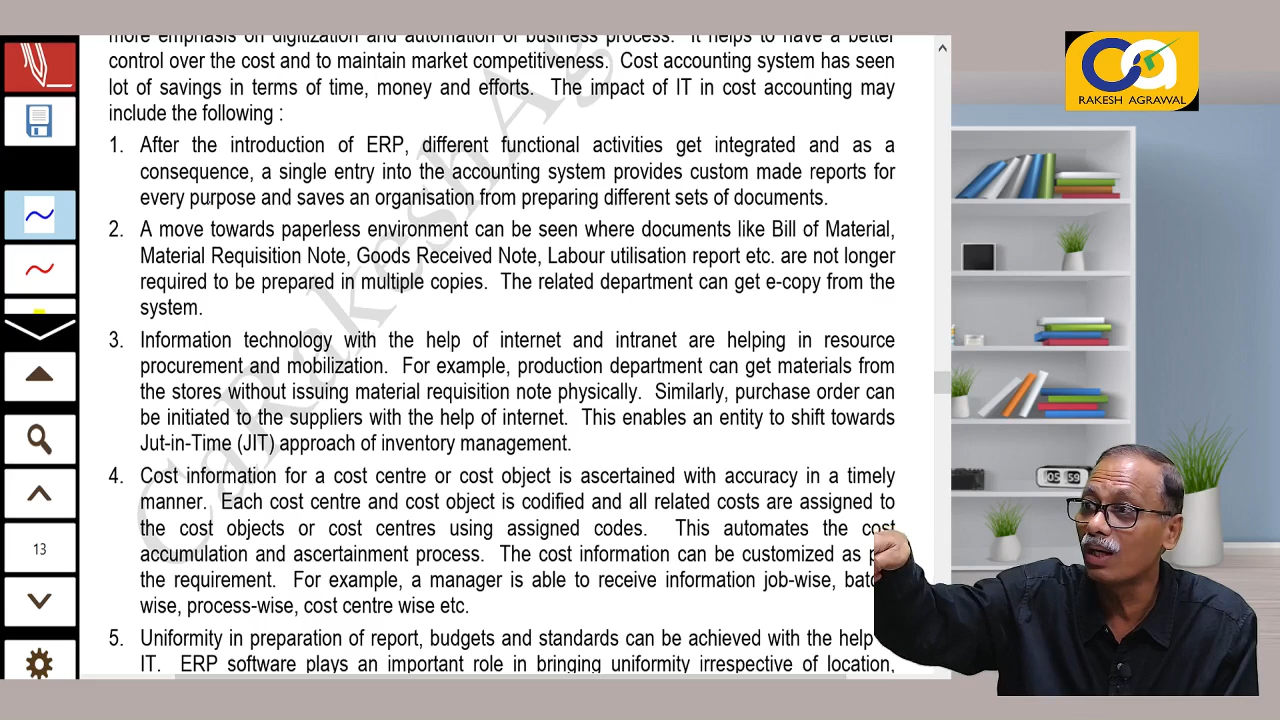 more emphasis on digitization and automation of business process. It helps to have a better
control over the cost and to maintain market competitiveness. Cost accounting system has seen
lot of savings in terms of time, money and efforts. The impact of IT in cost accounting may
include the following :
1. After the introduction of ERP, different functional activities get integrated and as a
consequence, a single entry into the accounting system provides custom made reports for
every purpose and saves an organisation from preparing different sets of documents.
2. A move towards paperless environment can be seen where documents like Bill of Material,
Material Requisition Note, Goods Received Note, Labour utilisation report etc. are not longer
required to be prepared in multiple copies. The related department can get e-copy from the
system.
3. Information technology with the help of internet and intranet are helping in resource
procurement and mobilization. For example, production department can get materials from
the stores without issuing material requisition note physically. Similarly, purchase order can
be initiated to the suppliers with the help of internet. This enables an entity to shift towards
Jut-in-Time (JIT) approach of inventory management.
4. Cost information for a cost centre or cost object is ascertained with accuracy in a timely
manner. Each cost centre and cost object is codified and all related costs are assigned to
the cost objects or cost centres using assigned codes. This automates the cost
accumulation and ascertainment process. The cost information can be customized as
the requirement. For example, a manager is able to receive information job-wise,
wise, process-wise, cost centre wise etc.
5. Uniformity in preparation of report, budgets and standards can be achieved with the help
IT. ERP software plays an important role in bringing uniformity irrespective of location,
CaRakeshAg
13
ca
RAKESH AGRAWAL
05 59